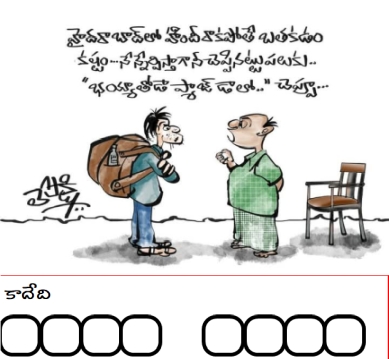 హైదరాబాద్‌లో హిందీ రాకపోతే బతకడం
కష్టం...నేన్నేర్పిస్తాగానీ చెప్పినట్టు పలుకు..
"భయ్యా తోడా ప్యాజ్ డాలో.." చెప్పూ...
కాదేది